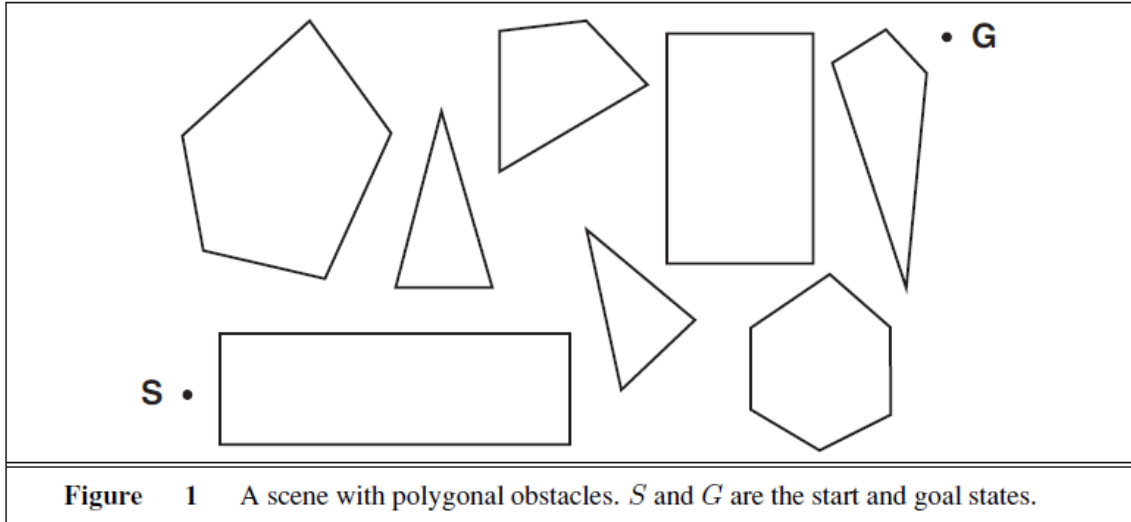 G
S
Figure 1 A scene with polygonal obstacles. S and G are the start and goal states.